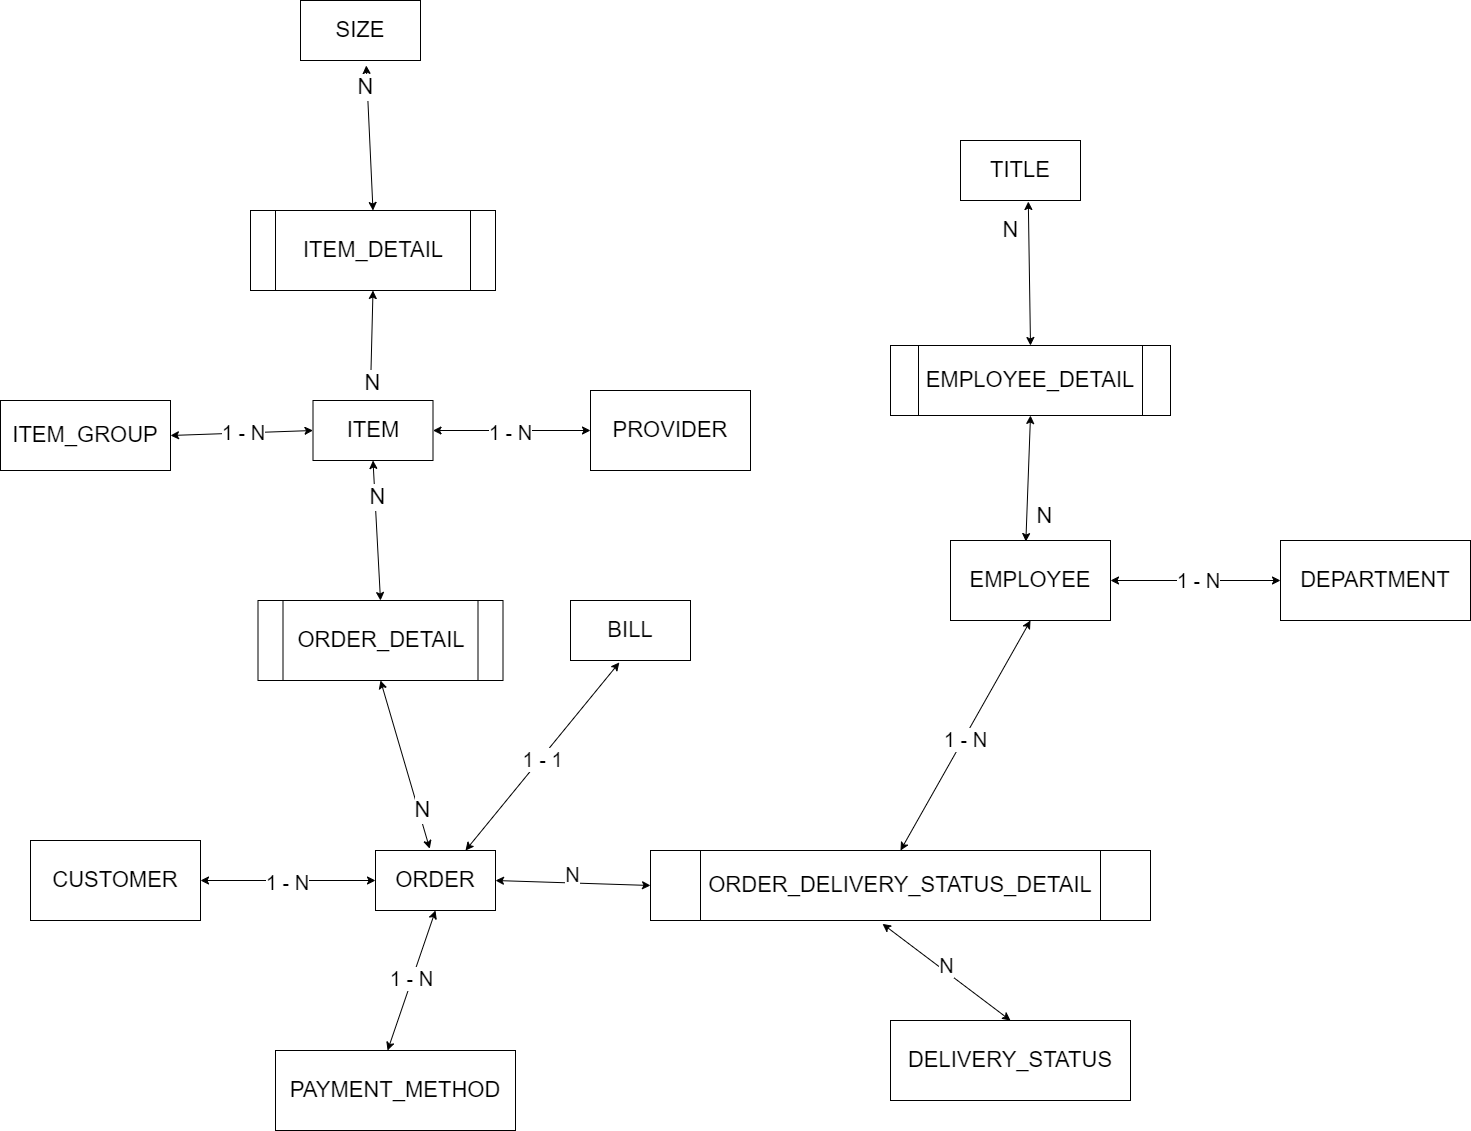 SIZE
N
TITLE
N
ITEM_DETAIL
EMPLOYEE_DETAIL
N
ITEM_GROUP
1 - N
ITEM
1 - N
PROVIDER
N
N
EMPLOYEE
1 - N
DEPARTMENT
ORDER_DETAIL
BILL
1 - N
1 - 1
N
CUSTOMER
1 - N
ORDER
N
ORDER_DELIVERY_STATUS_DETAIL
1 - N
N
DELIVERY_STATUS
PAYMENT_METHOD